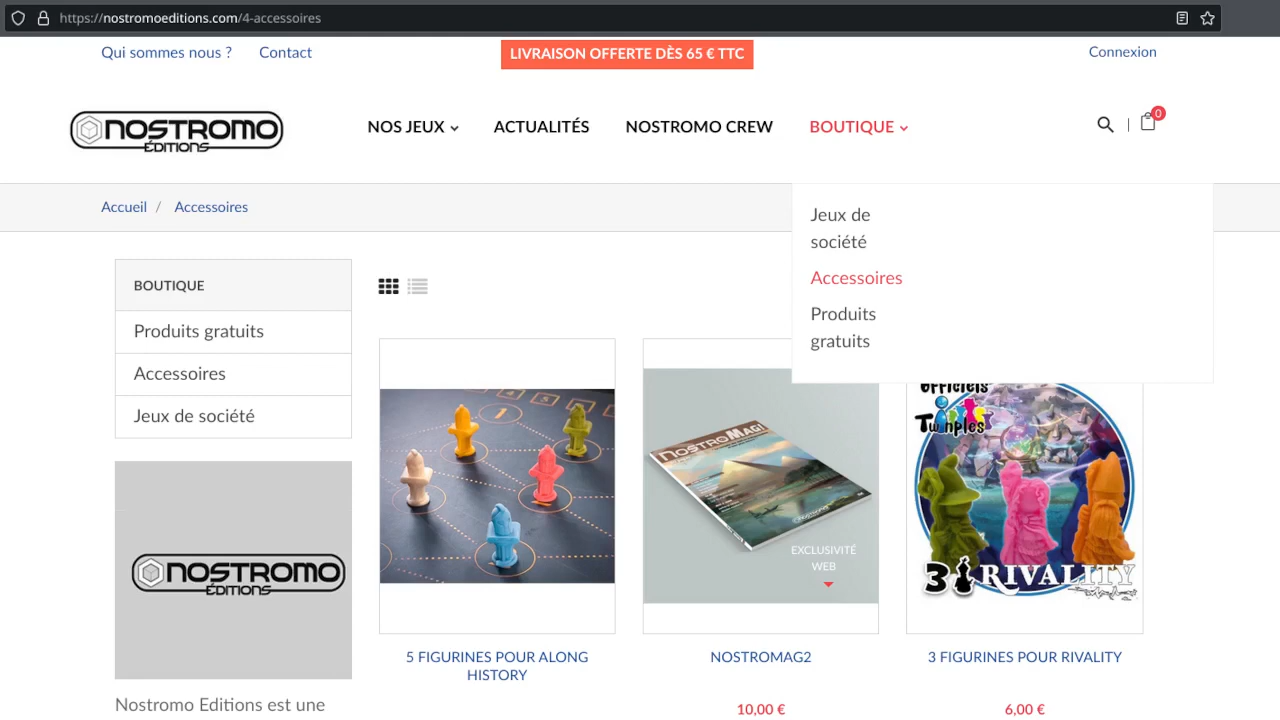 https://nostromoeditions.com/4-accessoires
Qui sommes nous ?
Contact
LIVRAISON OFFERTE DÈS 65 € TTC
Connexion
NOSTROMO
ÉDITIONS
NOS JEUX
ACTUALITÉS
NOSTROMO CREW
BOUTIQUE
0
Accueil / Accessoires
Jeux de
société
Accessoires
Produits
gratuits
BOUTIQUE
Produits gratuits
Accessoires
Jeux de société
NOSTROMO
ÉDITIONS
Nostromo Editions est une
1
NOSTROMAG!
EXCLUSIVITÉ
WEB
Officiels
Twinples
3 RIVALITY
5 FIGURINES POUR ALONG
HISTORY
NOSTROMAG2
10,00 €
3 FIGURINES POUR RIVALITY
6,00 €